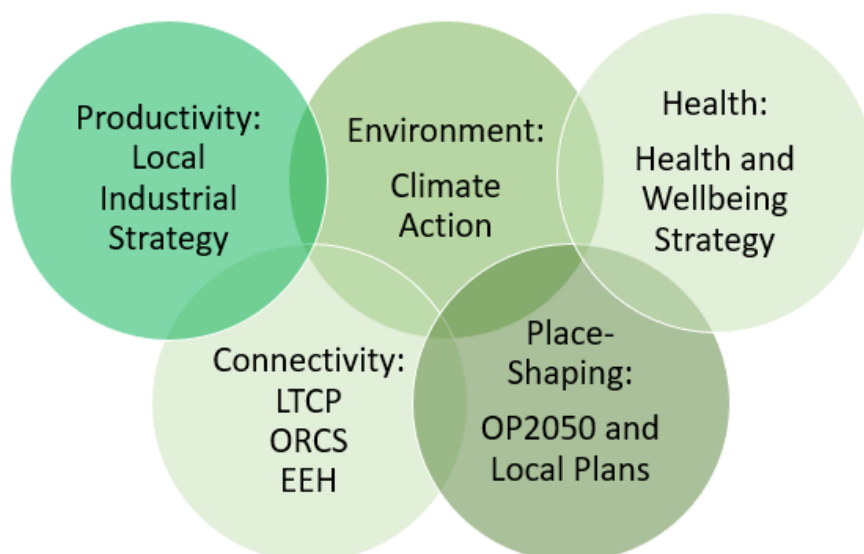 Productivity:
Local
Industrial
Strategy
Environment:
Climate
Action
Health:
Health and
Wellbeing
Strategy
Connectivity:
LTCP
ORCS
EEH
Place-
Shaping:
OP2050 and
Local Plans